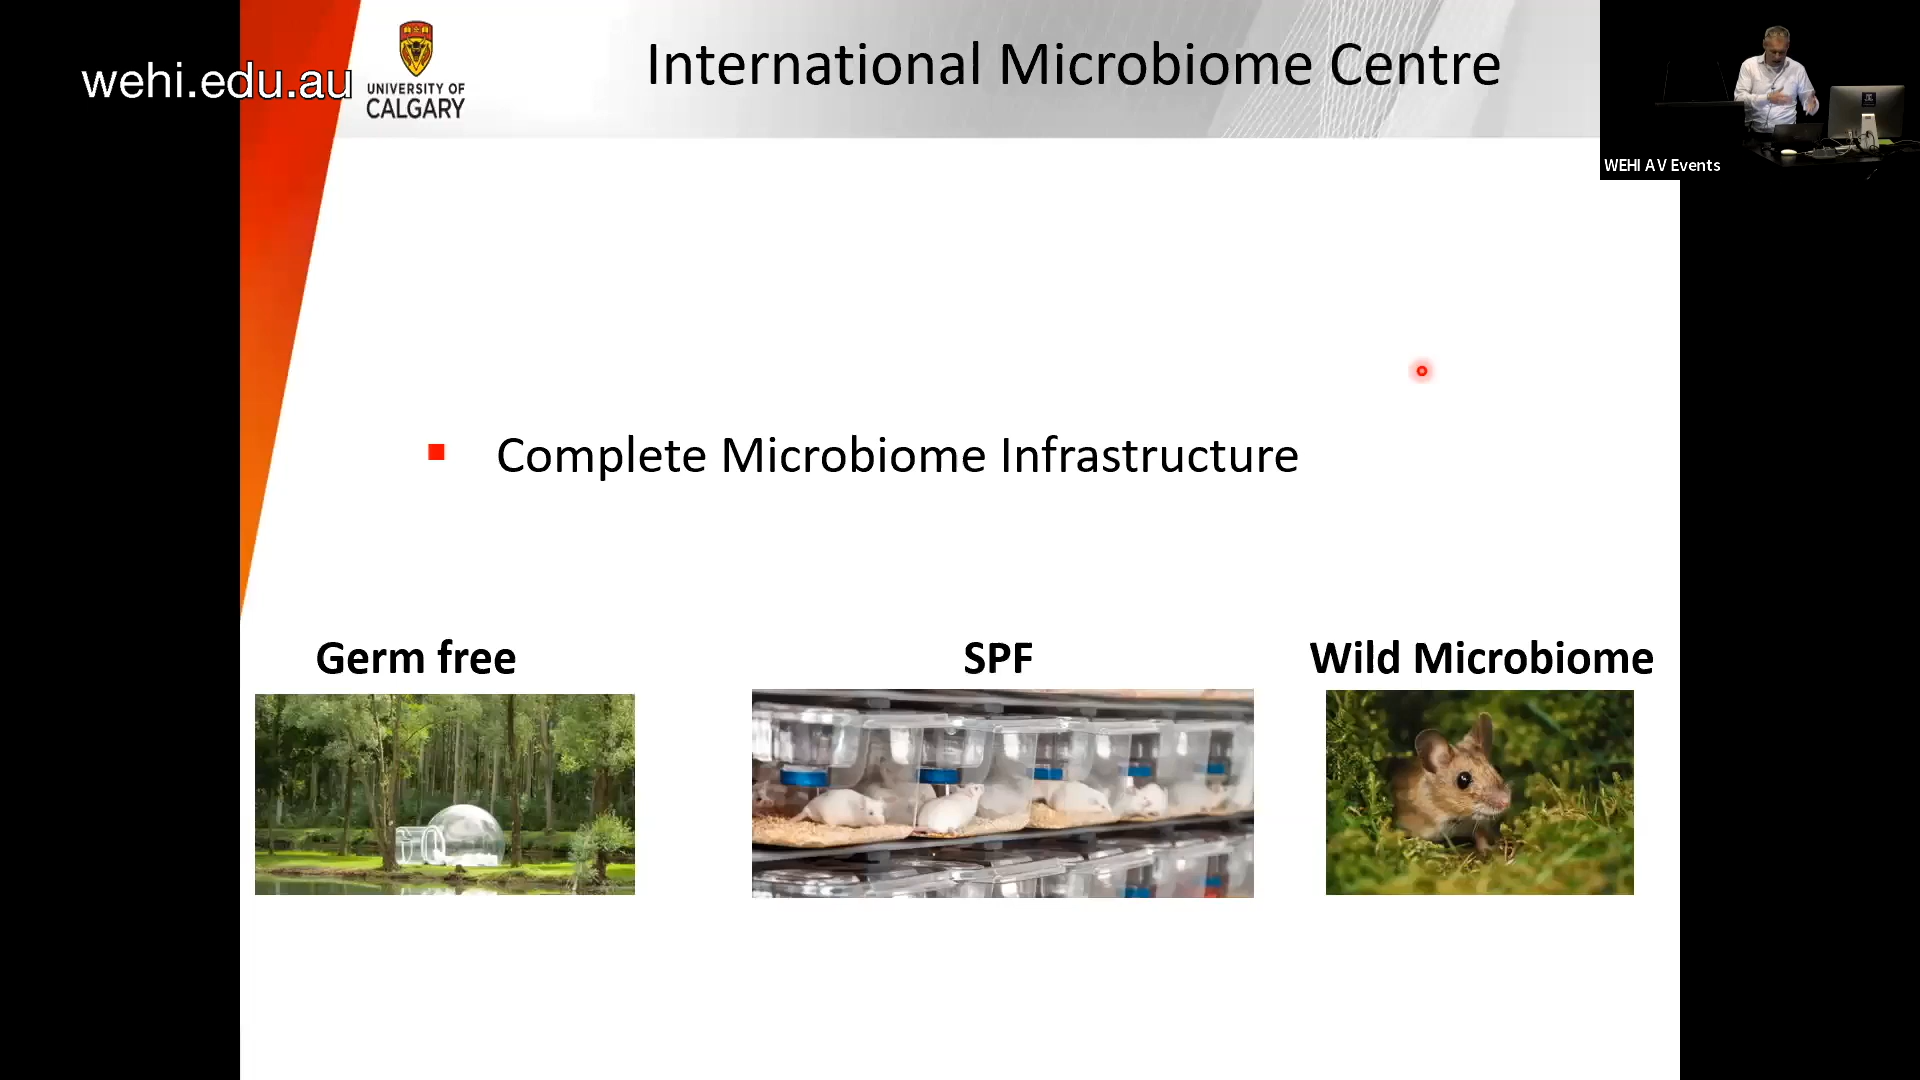 wehi.edu.au
UNIVERSITY OF
CALGARY
International Microbiome Centre
WEHI AV Events
Complete Microbiome Infrastructure
Germ free
SPF
Wild Microbiome